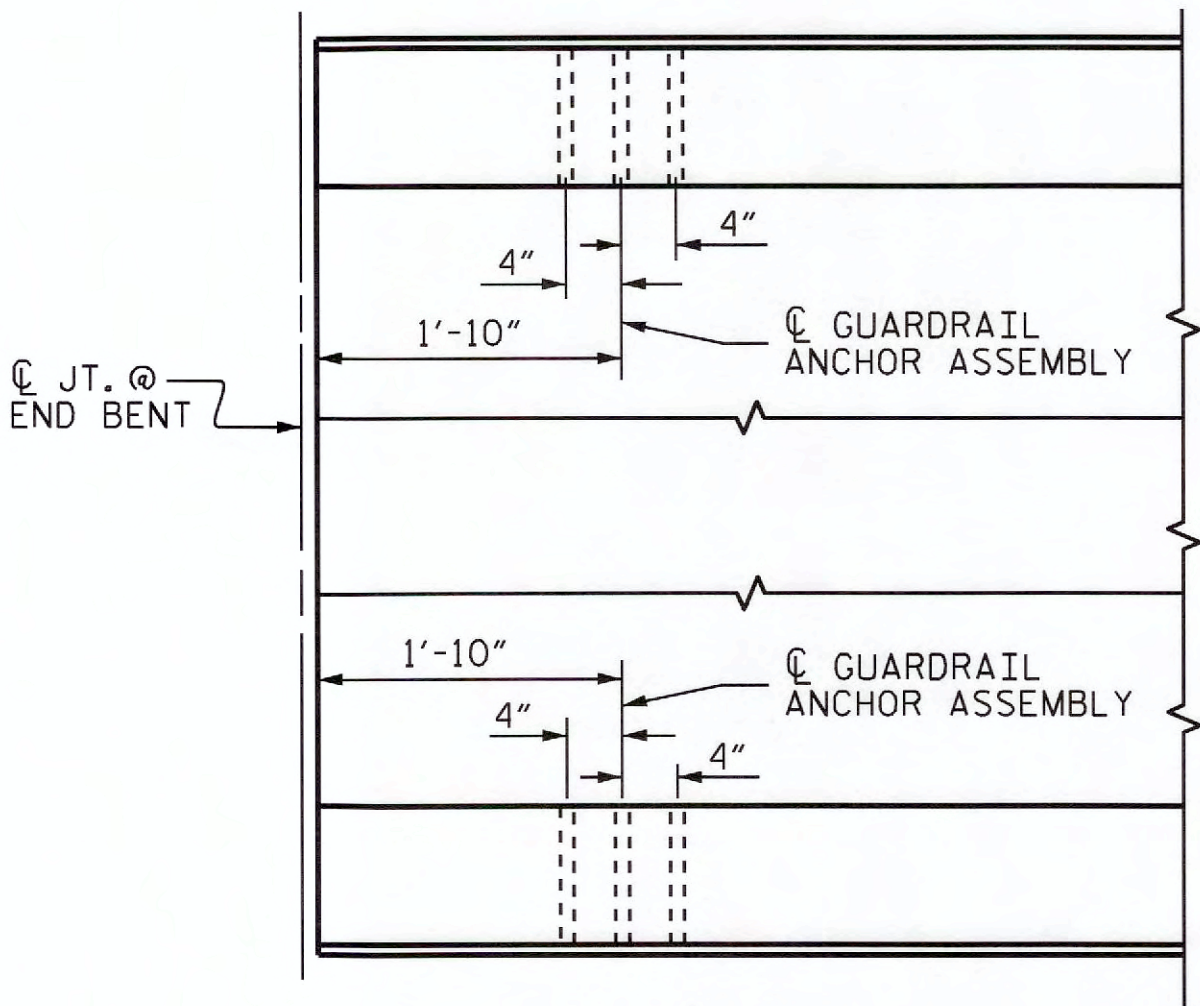 4"
4"
1'-10"
℄ GUARDRAIL
ANCHOR ASSEMBLY
℄ JT. @
END BENT
1'-10"
℄ GUARDRAIL
ANCHOR ASSEMBLY
4"
4"